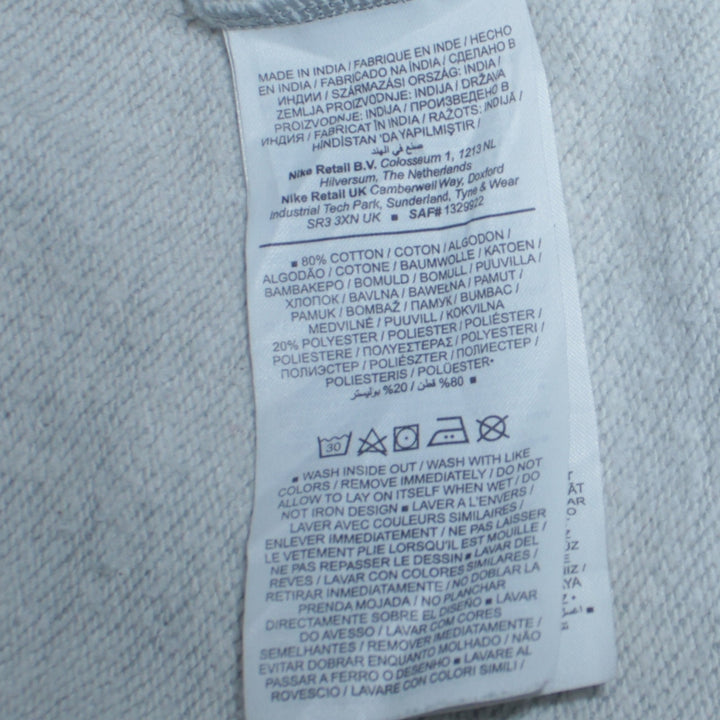 MADE IN INDIA / FABRIQUE EN INDE / HECHO
EN INDIA / FABRICADO NA ÍNDIA / СДЕЛАНО В
ИНДИИ / SZÁRMAZÁSI ORSZÁG: INDIA /
ZEMLJA PROIZVODNJE: INDIJA / DRŽAVA
PROIZVODNJE: INDIJA / ПРОИЗВЕДЕНО В
ИНДИЯ / FABRICAT ÎN INDIA / RAŽOTS: INDIJĀ /
HİNDİSTAN 'DA YAPILMIŞTIR /
صنع في الهند
Nike Retail B.V. Colosseum 1, 1213 NL
Hilversum, The Netherlands
Nike Retail UK Camberwell Way, Doxford
Industrial Tech Park, Sunderland, Tyne & Wear
SR3 3XN UK ■ SAF# 1329922
■ 80% COTTON / COTON / ALGODON /
ALGODÃO / COTONE / BAUMWOLLE / KATOEN /
ΒΑΜΒΑΚΕΡΟ / BOMULD / BOMULL / PUUVILLA /
ХЛОПОК / BAVLNA / BAWEŁNA / PAMUT /
PAMUK / BOMBAŽ / ПАМУК / BUMBAC /
MEDVILNĖ / PUUVILL / KOKVILNA
20% POLYESTER / POLIESTER / POLIÉSTER /
POLIESTERE / ΠΟΛΥΕΣΤΕΡΑΣ / POLYESTERI /
ПОЛИЭСТЕР / POLIÉSZTER / ПОЛИЕСТЕР /
POLIESTERIS / POLÜESTER*
80% قطن / 20% بوليستر ■
30
■ WASH INSIDE OUT / WASH WITH LIKE
COLORS / REMOVE IMMEDIATELY / DO NOT
ALLOW TO LAY ON ITSELF WHEN WET / DO
NOT IRON DESIGN ■ LAVER A L'ENVERS /
LAVER AVEC COULEURS SIMILAIRES /
ENLEVER IMMEDIATEMENT / NE PAS LAISSER
LE VETEMENT PLIE LORSQU'IL EST MOUILLE /
NE PAS REPASSER LE DESSIN ■ LAVAR DEL
REVES / LAVAR CON COLORES SIMILARES /
RETIRAR INMEDIATAMENTE / NO DOBLAR LA
PRENDA MOJADA / NO PLANCHAR
DIRECTAMENTE SOBRE EL DISEÑO ■ LAVAR
DO AVESSO / LAVAR COM CORES
SEMELHANTES / REMOVER IMEDIATAMENTE /
EVITAR DOBRAR ENQUANTO MOLHADO / NÃO
PASSAR A FERRO O DESENHO ■ LAVARE AL
ROVESCIO / LAVARE CON COLORI SIMILI /